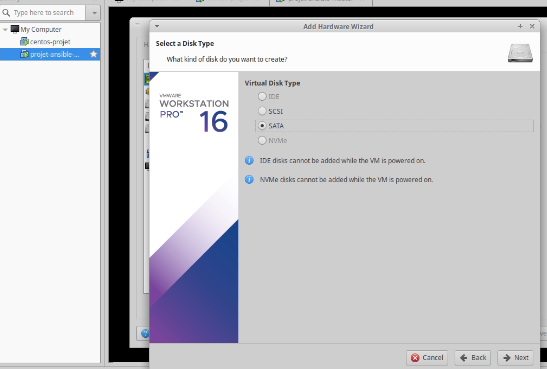 Type here to search
My Computer
centos-projet
projet-ansible-...
Add Hardware Wizard
Select a Disk Type
What kind of disk do you want to create?
VMWARE
WORKSTATION
PRO™ 16
Virtual Disk Type
IDE
SCSI
SATA
NVMe
IDE disks cannot be added while the VM is powered on.
NVMe disks cannot be added while the VM is powered on.
Cancel
Back
Next